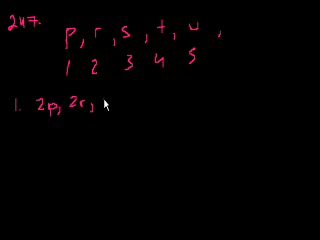 247.
p, r, s, t, u,
1 2 3 4 5
1. 2p, 2r,